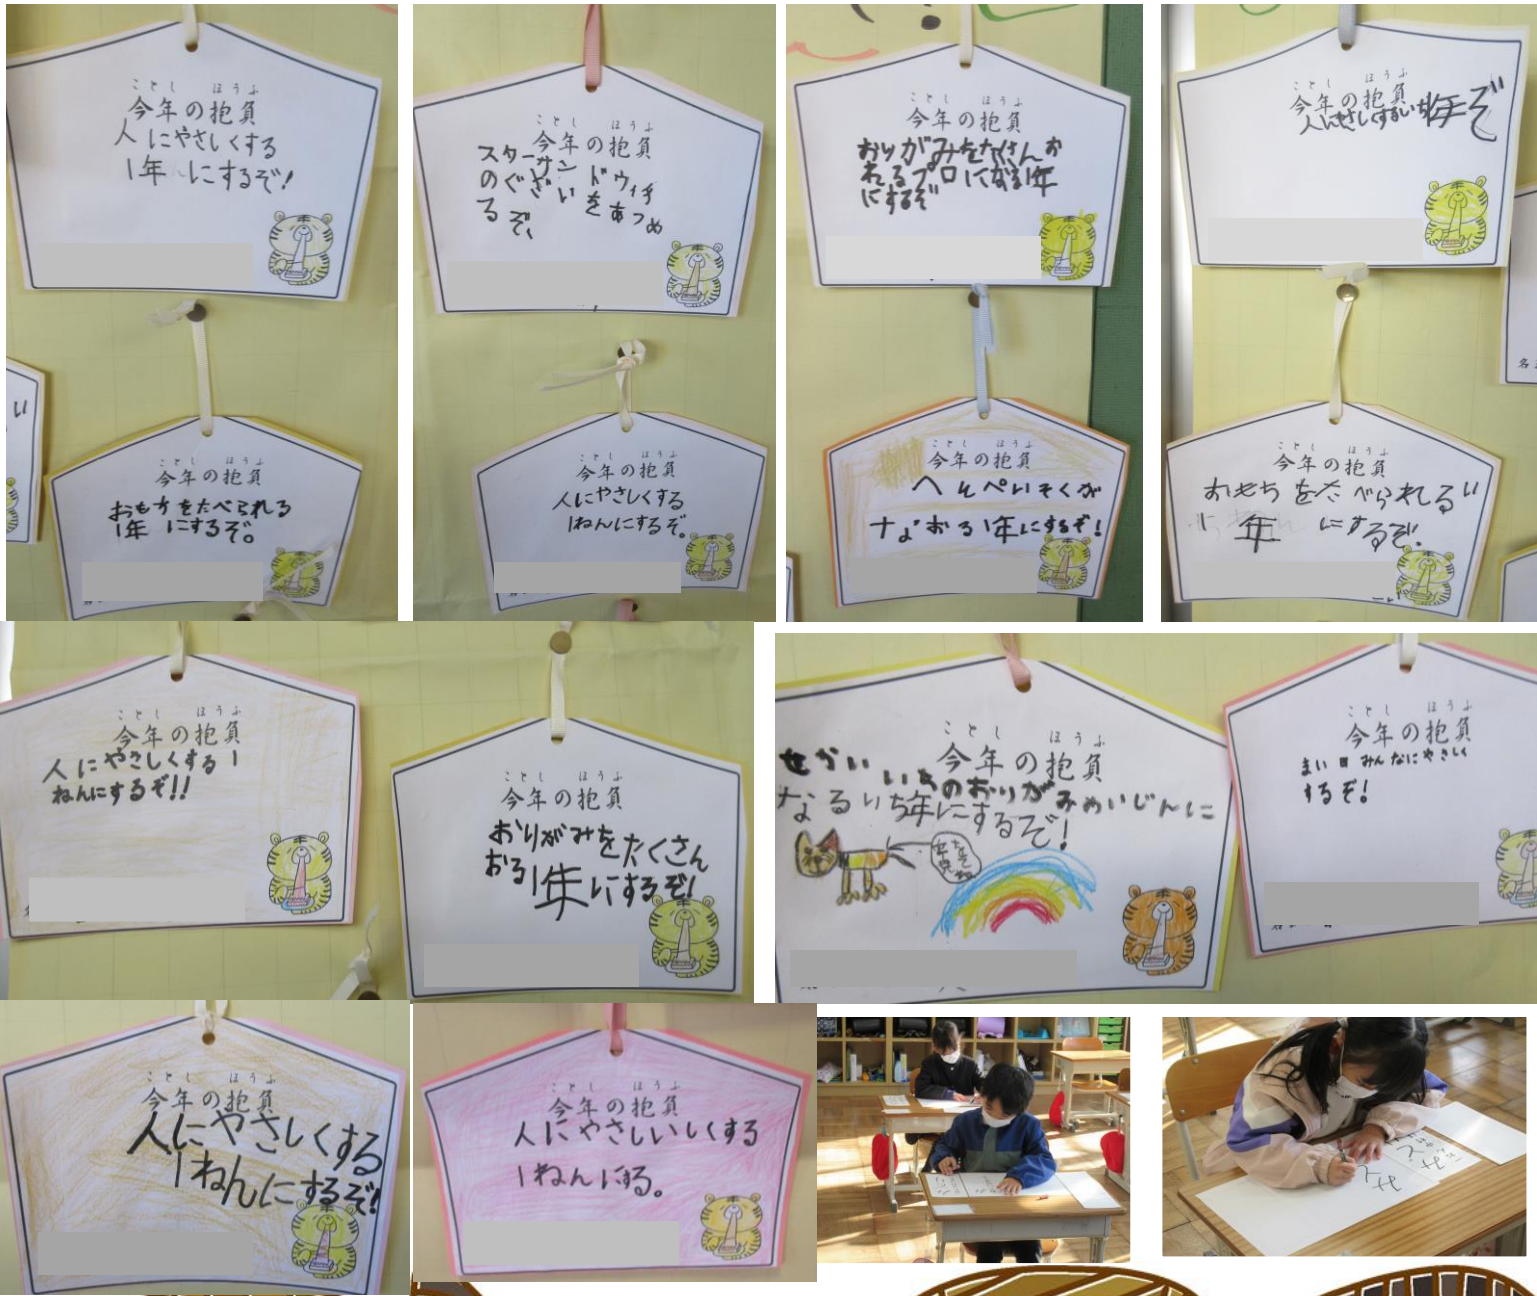 ことし ほうふ
今年の抱負
人にやさしくする
1年にするぞ!
ことし ほうふ
今年の抱負
スターサンドウィチ
のぐざいをあつめ
るぞ、
ことし ほうふ
今年の抱負
おりがみをたくさんお
れるプロになる1年
にするぞ
ことし ほうふ
今年の抱負
人にやさしくするいち年ぞ
ことし ほうふ
今年の抱負
おもちをたべられる
1年にするぞ。
ことし ほうふ
今年の抱負
人にやさしくする
1ねんにするぞ。
ことし ほうふ
今年の抱負
へんぺいそくが
なおる1年にするぞ!
ことし ほうふ
今年の抱負
おもちをたべられるい
年にするぞ!
ことし ほうふ
今年の抱負
人にやさしくする1
ねんにするぞ!!
ことし ほうふ
今年の抱負
おりがみをたくさん
おる1年にするぞ!
ことし ほうふ
今年の抱負
せかいいちのおりがみめいじんに
なるいち年にするぞ!
ことし ほうふ
今年の抱負
まい日みんなにやさしく
するぞ!
ことし ほうふ
今年の抱負
人にやさしくする
1ねんにするぞ!
ことし ほうふ
今年の抱負
人にやさしいしくする
1ねんにする。